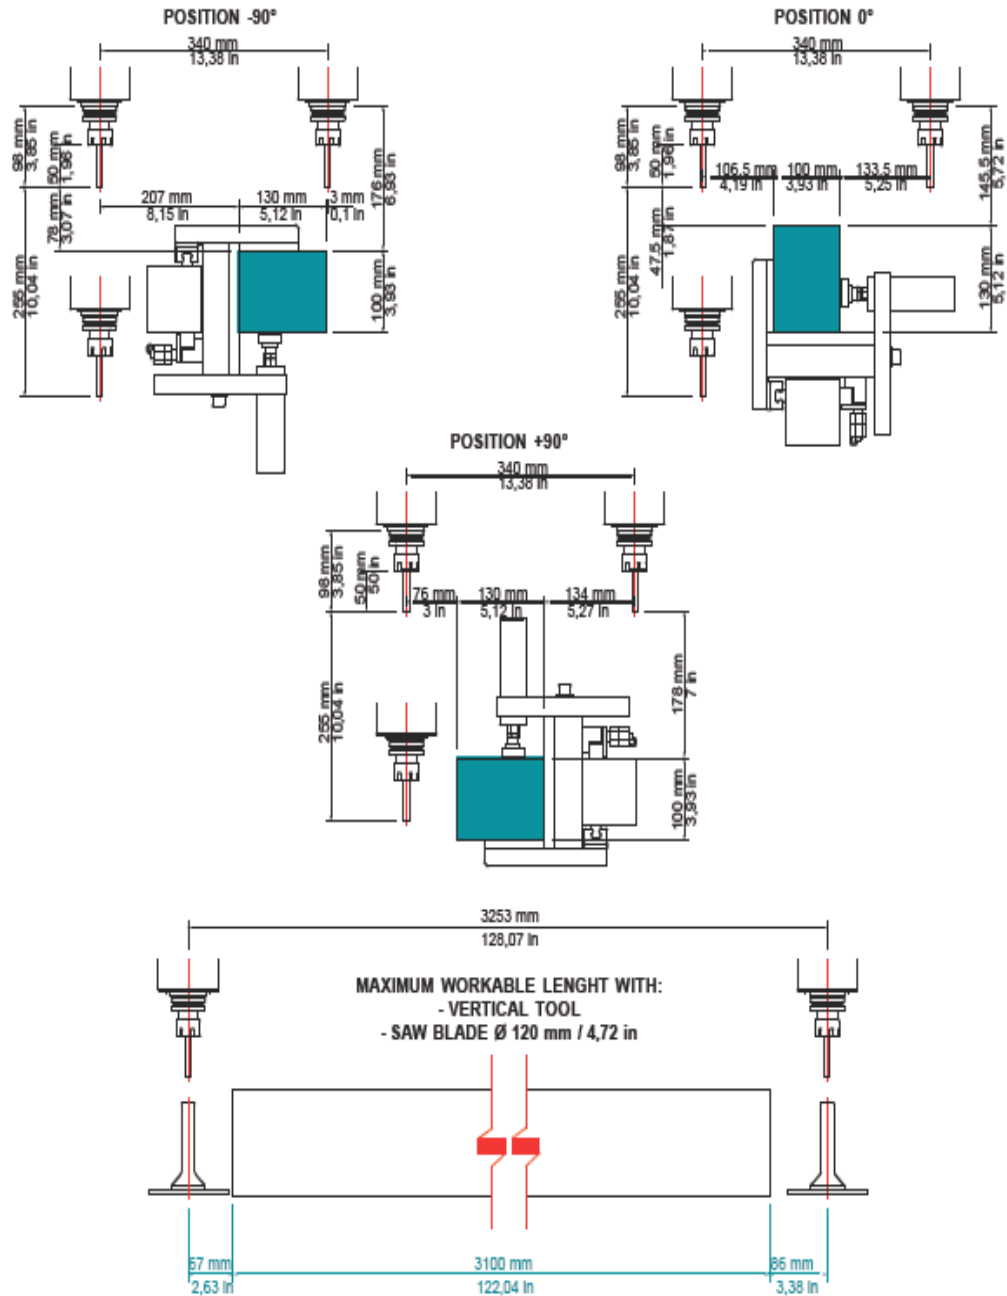 POSITION -90°
340 mm
13,38 in
98 mm
3,85 in
50 mm
1,96 in
78 mm
3,07 in
255 mm
10,04 in
207 mm
8,15 in
130 mm
5,12 in
3 mm
0,1 in
176 mm
6,93 in
100 mm
3,93 in
POSITION 0°
340 mm
13,38 in
98 mm
3,85 in
50 mm
1,96 in
47,5 mm
1,87 in
255 mm
10,04 in
106,5 mm
4,19 in
100 mm
3,93 in
133,5 mm
5,25 in
145,5 mm
5,72 in
130 mm
5,12 in
POSITION +90°
340 mm
13,38 in
98 mm
3,85 in
50 mm
50 in
255 mm
10,04 in
76 mm
3 in
130 mm
5,12 in
134 mm
5,27 in
178 mm
7 in
100 mm
3,93 in
3253 mm
128,07 in
MAXIMUM WORKABLE LENGHT WITH:
- VERTICAL TOOL
- SAW BLADE Ø 120 mm / 4,72 in
67 mm
2,63 in
3100 mm
122,04 in
86 mm
3,38 in